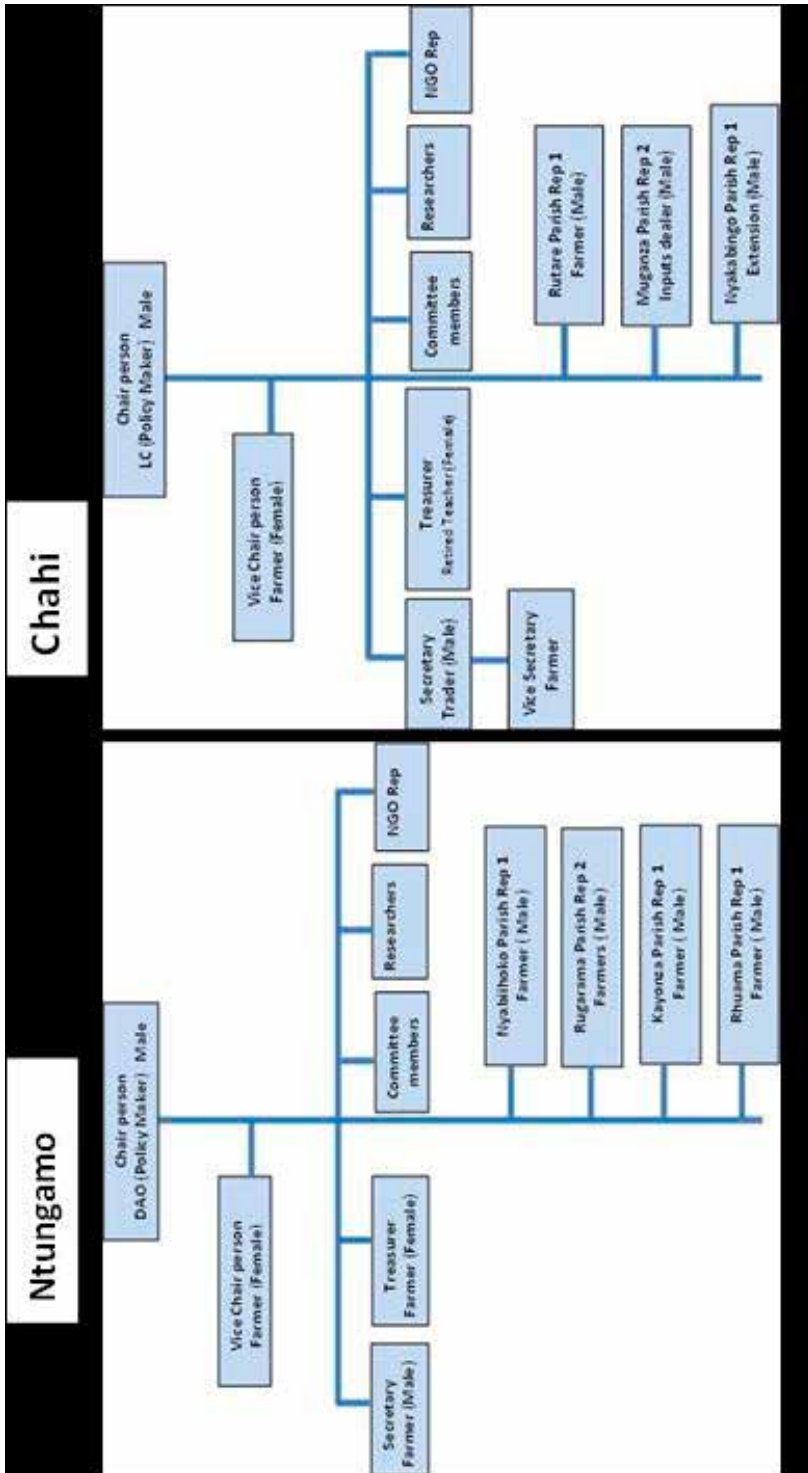 Ntungamo
Chair person
DAO (Policy Maker) Male
Vice Chair person
Farmer (Female)
Secretary
Farmer (Male)
Treasurer
Farmer (Female)
Committee
members
Researchers
NGO Rep
Nyabiihoko Parish Rep 1
Farmer ( Male)
Rugarama Parish Rep 2
Farmers ( Male)
Kayonza Parish Rep 1
Farmer ( Male)
Rhuama Parish Rep 1
Farmer ( Male)
Chahi
Chair person
LC (Policy Maker) Male
Vice Chair person
Farmer (Female)
Secretary
Trader (Male)
Vice Secretary
Farmer
Treasurer
Retired Teacher (Female)
Committee
members
Researchers
NGO Rep
Rutare Parish Rep 1
Farmer (Male)
Muganza Parish Rep 2
Inputs dealer (Male)
Nyakabingo Parish Rep 1
Extension (Male)